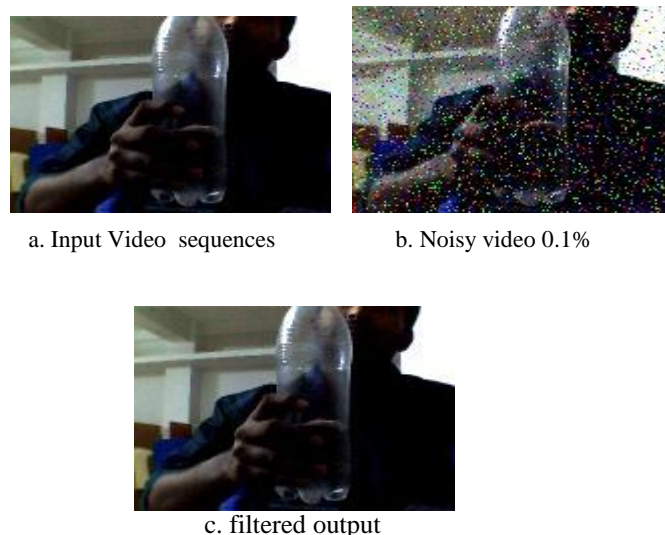 a. Input Video sequences
b. Noisy video 0.1%
c. filtered output